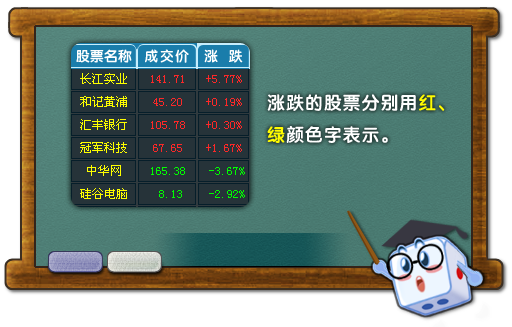 股票名称 成交价 涨 跌
长江实业 141.71 +5.77%
和记黄浦 45.20 +0.19%
汇丰银行 105.78 +0.30%
冠军科技 67.65 +1.67%
中华网 165.38 -3.67%
硅谷电脑 8.13 -2.92%
涨跌的股票分别用红、
绿颜色字表示。